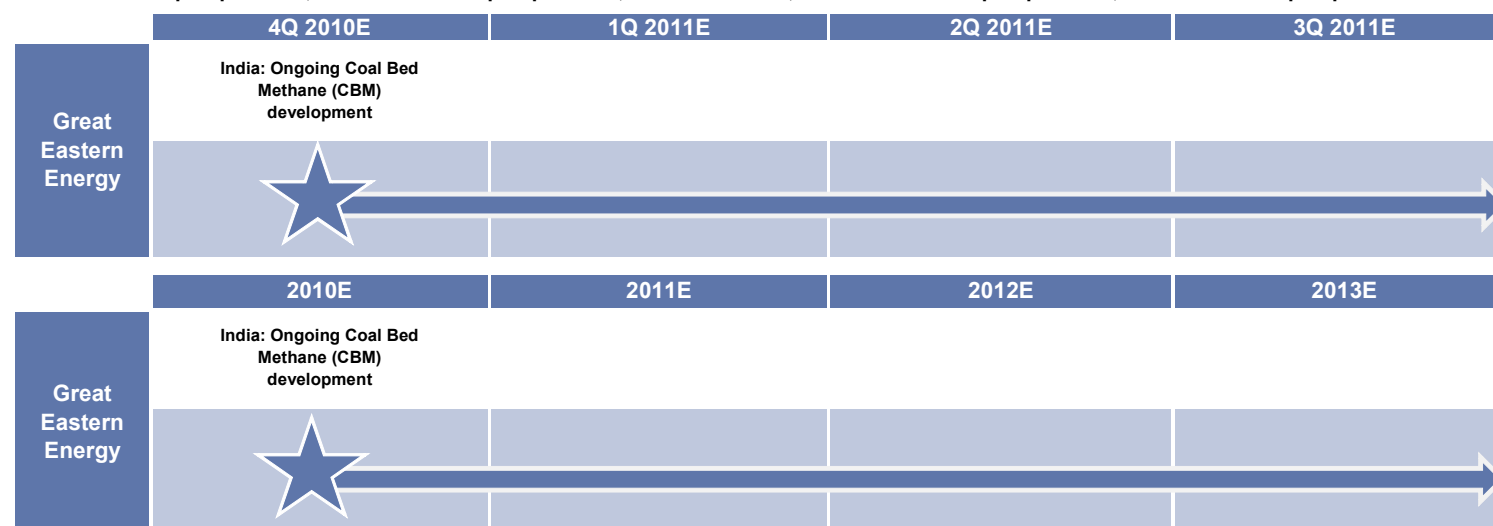 4Q 2010E 1Q 2011E 2Q 2011E 3Q 2011E
India: Ongoing Coal Bed
Methane (CBM)
development
Great
Eastern
Energy
2010E 2011E 2012E 2013E
India: Ongoing Coal Bed
Methane (CBM)
development
Great
Eastern
Energy